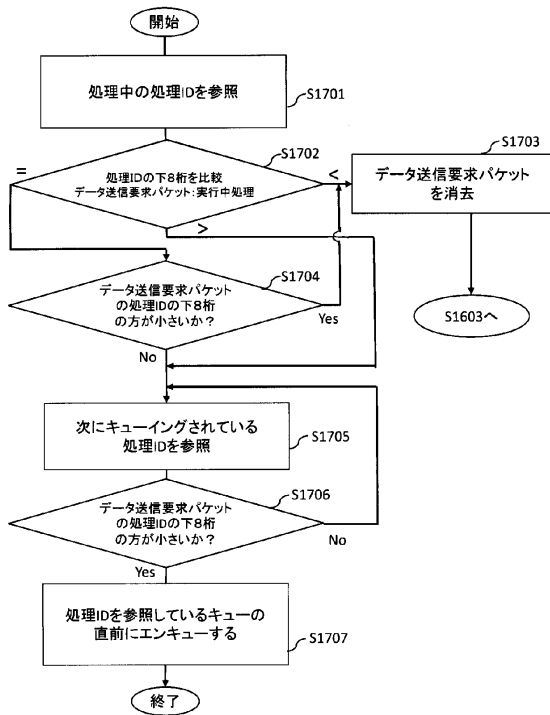 開始
処理中の処理IDを参照
S1701
処理IDの下8桁を比較
データ送信要求パケット:実行中処理
S1702
=
<
>
S1703
データ送信要求パケット
を消去
S1603へ
データ送信要求パケット
の処理IDの下8桁
の方が小さいか?
S1704
Yes
No
次にキューイングされている
処理IDを参照
S1705
データ送信要求パケット
の処理IDの下8桁
の方が小さいか?
S1706
No
Yes
処理IDを参照しているキューの
直前にエンキューする
S1707
終了